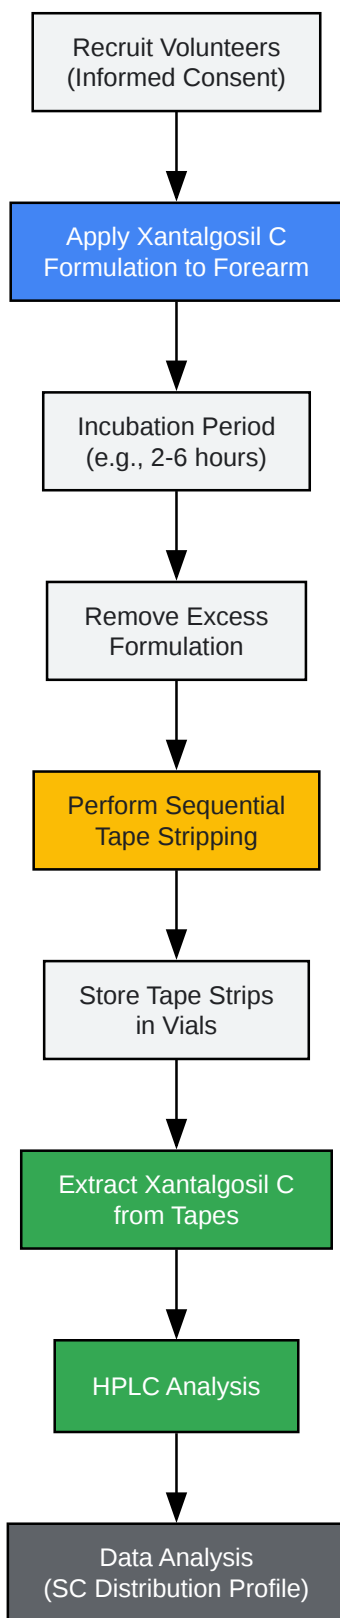 Recruit Volunteers
(Informed Consent)
Apply Xantalgosil C
Formulation to Forearm
Incubation Period
(e.g., 2-6 hours)
Remove Excess
Formulation
Perform Sequential
Tape Stripping
Store Tape Strips
in Vials
Extract Xantalgosil C
from Tapes
HPLC Analysis
Data Analysis
(SC Distribution Profile)